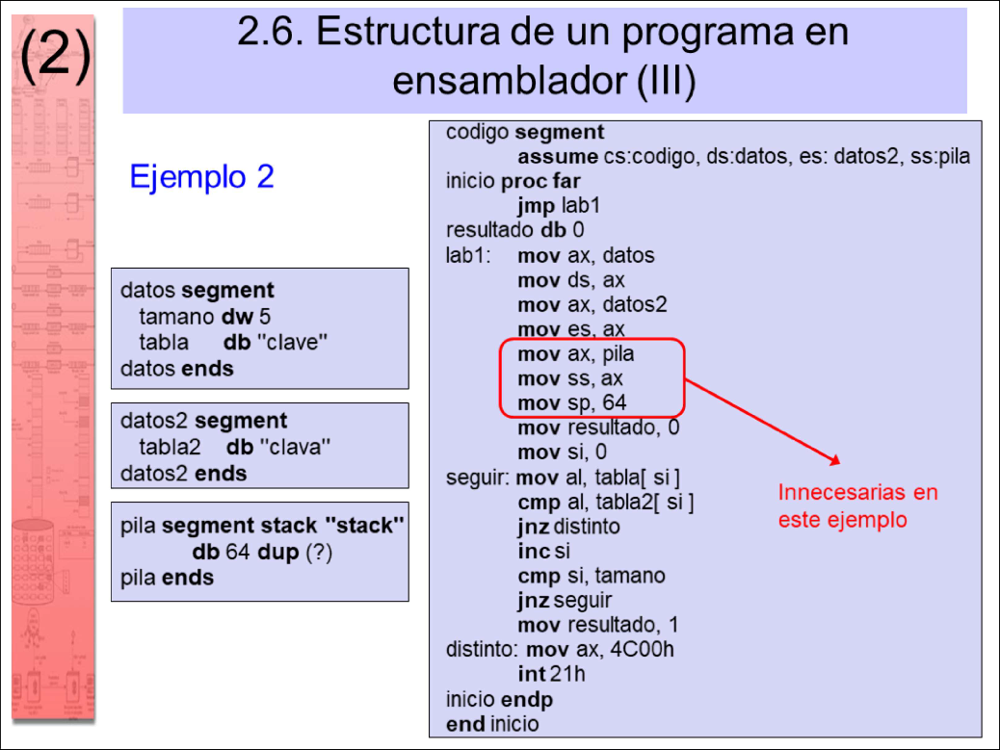 (2)
2.6. Estructura de un programa en
ensamblador (III)
Ejemplo 2
datos segment
tamano dw 5
tabla db "clave"
datos ends
datos2 segment
tabla2 db "clava"
datos2 ends
pila segment stack "stack"
db 64 dup (?)
pila ends
codigo segment
assume cs:codigo, ds:datos, es: datos2, ss:pila
inicio proc far
jmp lab1
resultado db 0
lab1: mov ax, datos
mov ds, ax
mov ax, datos2
mov es, ax
mov ax, pila
mov ss, ax
mov sp, 64
mov resultado, 0
mov si, 0
seguir: mov al, tabla[ si ]
cmp al, tabla2[ si ]
jnz distinto
inc si
cmp si, tamano
jnz seguir
mov resultado, 1
distinto: mov ax, 4C00h
int 21h
inicio endp
end inicio
Innecesarias en
este ejemplo